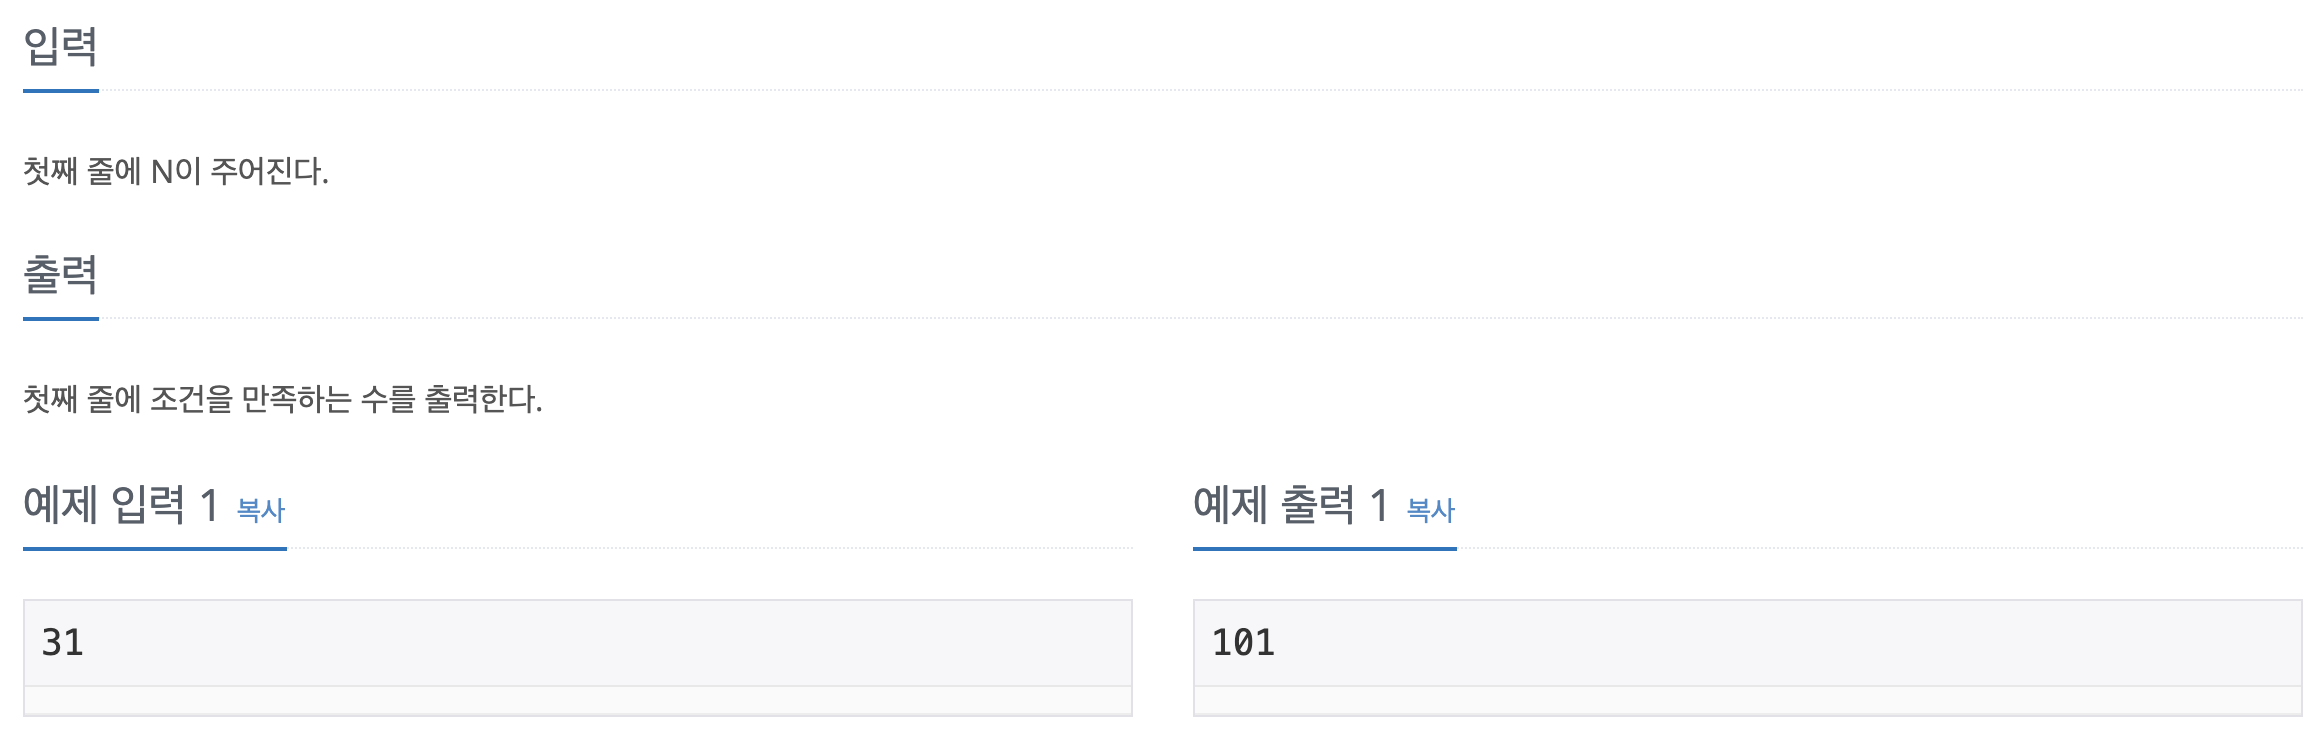 입력
첫째 줄에 N이 주어진다.
출력
첫째 줄에 조건을 만족하는 수를 출력한다.
예제 입력 1 복사
31
예제 출력 1 복사
101